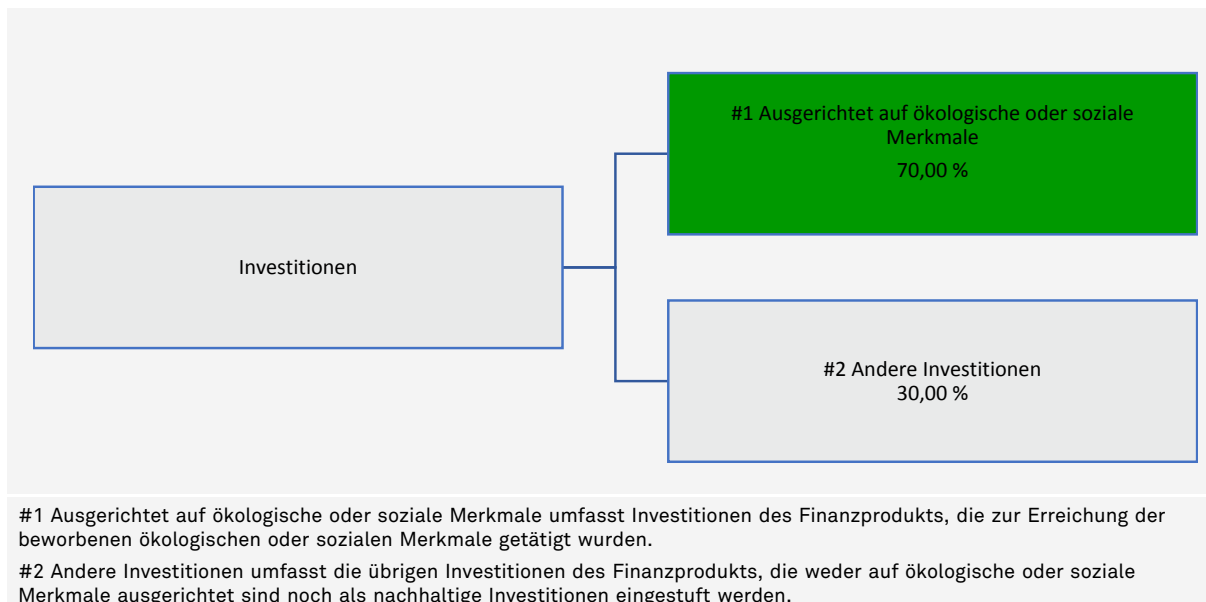 #1 Ausgerichtet auf ökologische oder soziale
Merkmale
70,00 %
Investitionen
#2 Andere Investitionen
30,00 %
#1 Ausgerichtet auf ökologische oder soziale Merkmale umfasst Investitionen des Finanzprodukts, die zur Erreichung der
beworbenen ökologischen oder sozialen Merkmale getätigt wurden.
#2 Andere Investitionen umfasst die übrigen Investitionen des Finanzprodukts, die weder auf ökologische oder soziale
Merkmale ausgerichtet sind noch als nachhaltige Investitionen eingestuft werden.